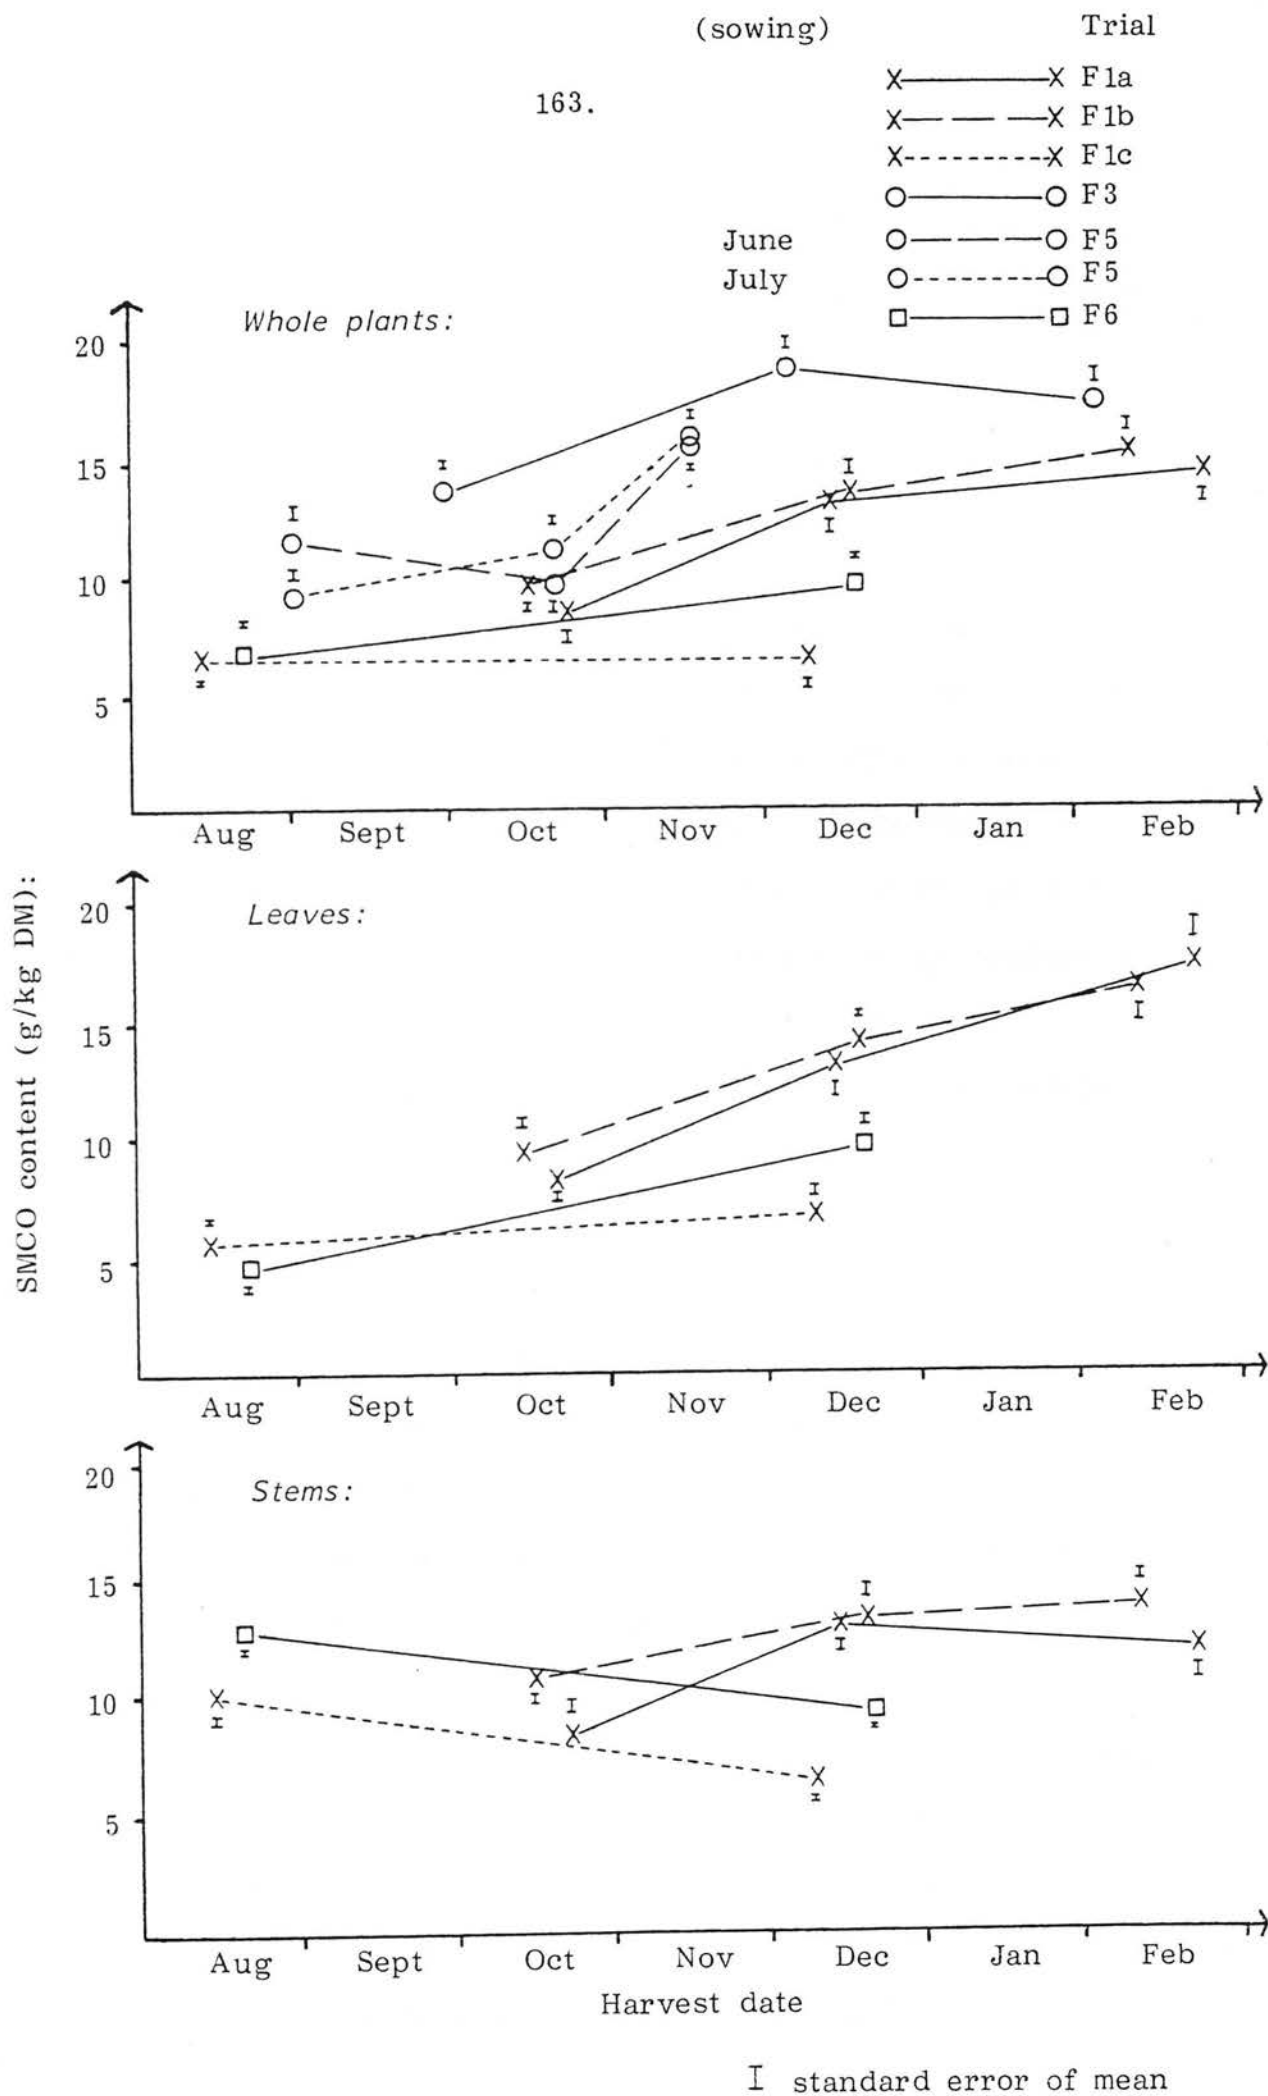 (sowing) Trial
163.
F1a
F1b
F1c
F3
June F5
July F5
F6
Whole plants:
20
15
10
5
Aug Sept Oct Nov Dec Jan Feb
SMCO content (g/kg DM):
Leaves:
20
15
10
5
Aug Sept Oct Nov Dec Jan Feb
Stems:
20
15
10
5
Aug Sept Oct Nov Dec Jan Feb
Harvest date
I standard error of mean